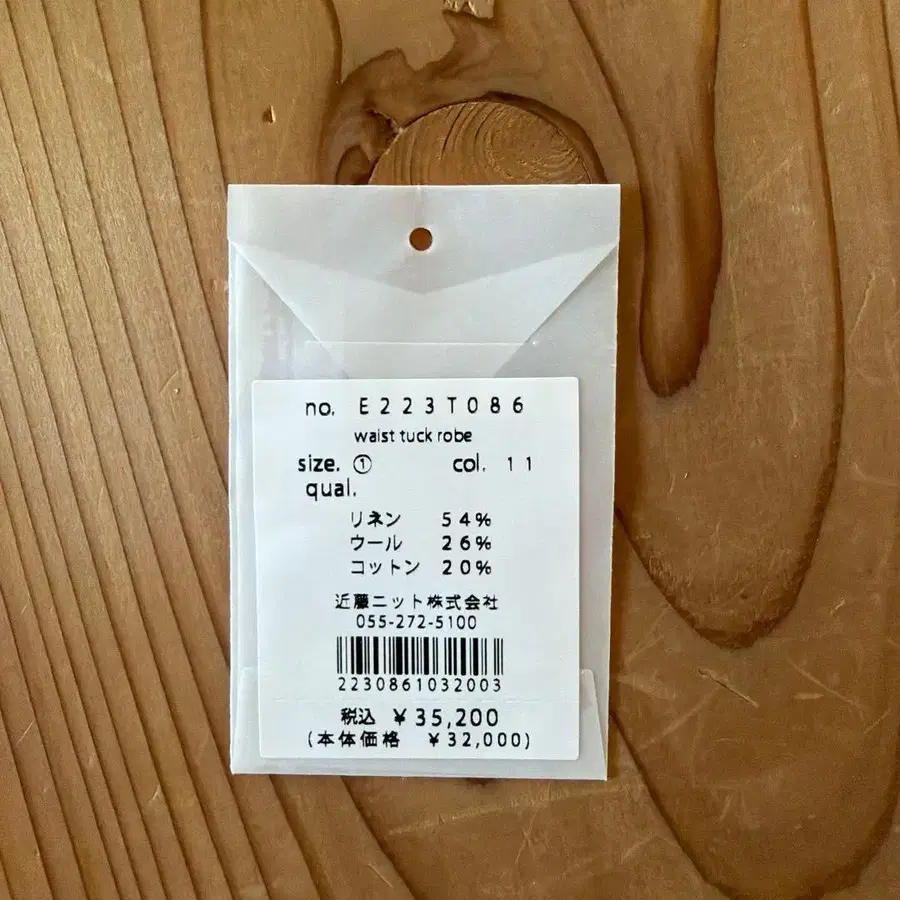 no. E223T086
waist tuck robe
size. ① col. 11
qual.
リネン 54%
ウール 26%
コットン 20%
近藤ニット株式会社
055-272-5100
2230861032003
税込 ¥35,200
(本体価格 ¥32,000)